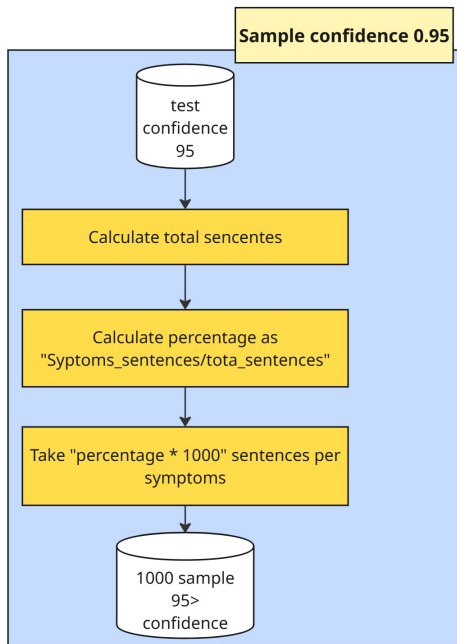 Sample confidence 0.95
test
confidence
95
Calculate total sencentes
Calculate percentage as
"Syptoms_sentences/tota_sentences"
Take "percentage * 1000" sentences per
symptoms
1000 sample
95>
confidence